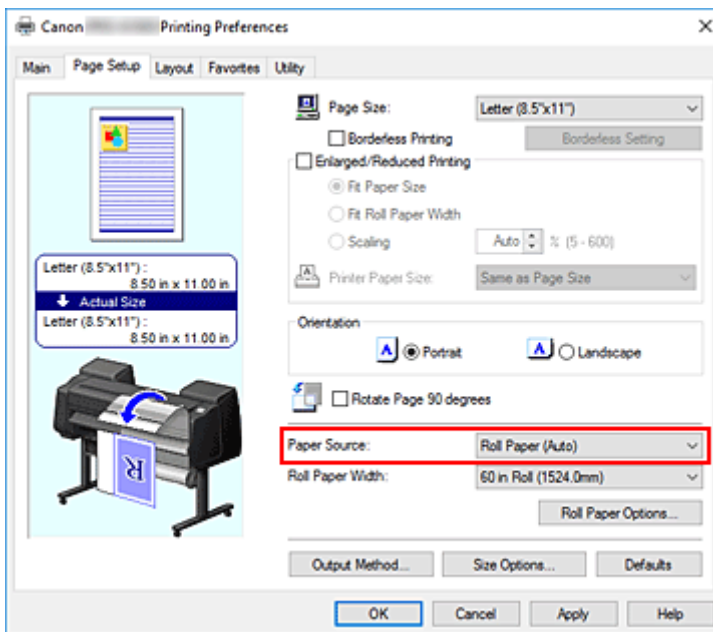 Canon Printing Preferences
Main Page Setup Layout Favorites Utility
Page Size: Letter (8.5"x11")
Borderless Printing Borderless Setting
Enlarged/Reduced Printing
Fit Paper Size
Fit Roll Paper Width
Scaling Auto % (5 - 600)
Printer Paper Size: Same as Page Size
Letter (8.5"x11") :
8.50 in x 11.00 in
Actual Size
Letter (8.5"x11") :
8.50 in x 11.00 in
Orientation
A Portrait A Landscape
Rotate Page 90 degrees
R
Paper Source: Roll Paper (Auto)
Roll Paper Width: 60 in Roll (1524.0mm)
Roll Paper Options...
Output Method... Size Options... Defaults
OK Cancel Apply Help